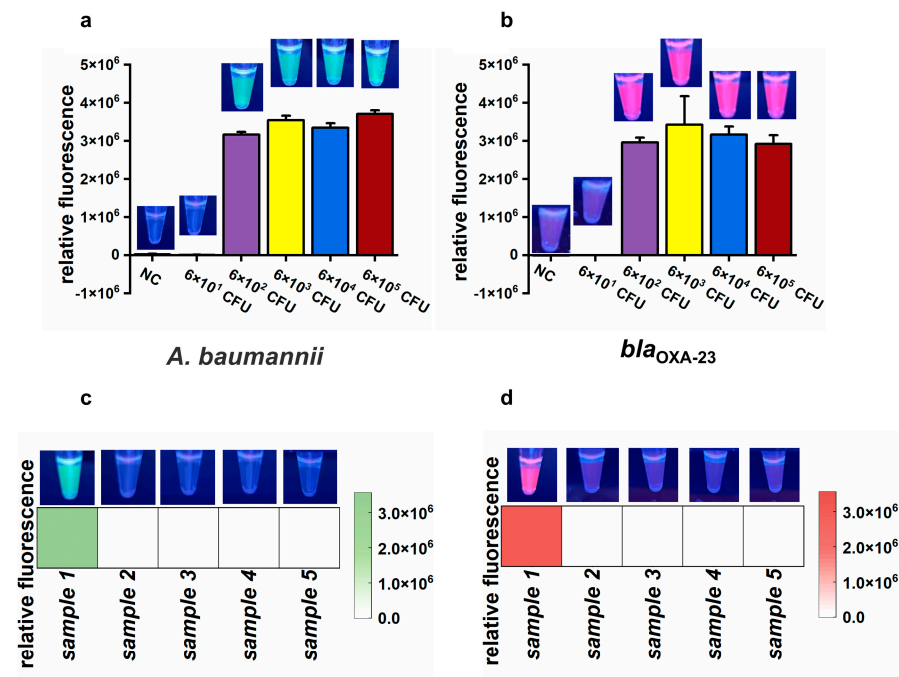 a
b
relative fluorescence
5×10⁶
4×10⁶
3×10⁶
2×10⁶
1×10⁶
0
-1×10⁶
NC
6×10¹ CFU
6×10² CFU
6×10³ CFU
6×10⁴ CFU
6×10⁵ CFU
A. baumannii
relative fluorescence
5×10⁶
4×10⁶
3×10⁶
2×10⁶
1×10⁶
0
-1×10⁶
NC
6×10¹ CFU
6×10² CFU
6×10³ CFU
6×10⁴ CFU
6×10⁵ CFU
bla OXA-23
c
d
relative fluorescence
sample 1
sample 2
sample 3
sample 4
sample 5
3.0×10⁶
2.0×10⁶
1.0×10⁶
0.0
relative fluorescence
sample 1
sample 2
sample 3
sample 4
sample 5
3.0×10⁶
2.0×10⁶
1.0×10⁶
0.0